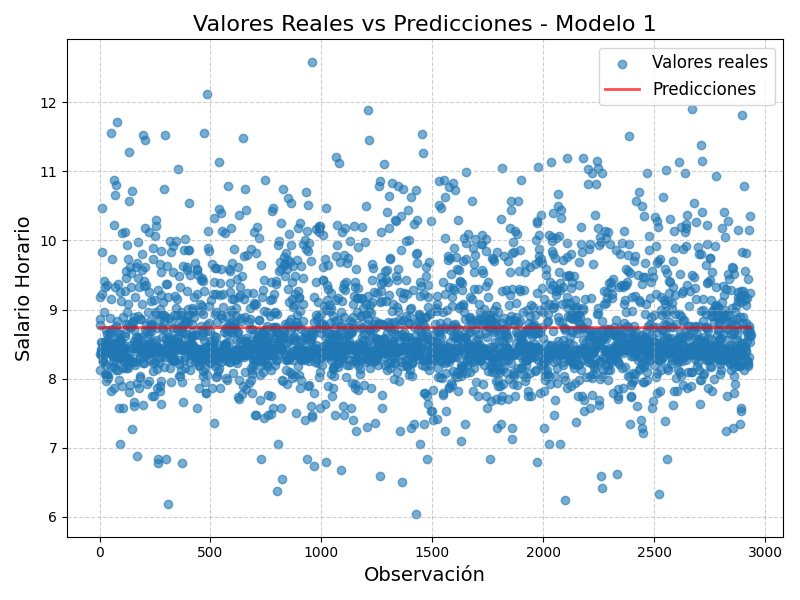 Valores Reales vs Predicciones - Modelo 1
Valores reales
Predicciones
Salario Horario
12
11
10
9
8
7
6
0 500 1000 1500 2000 2500 3000
Observación